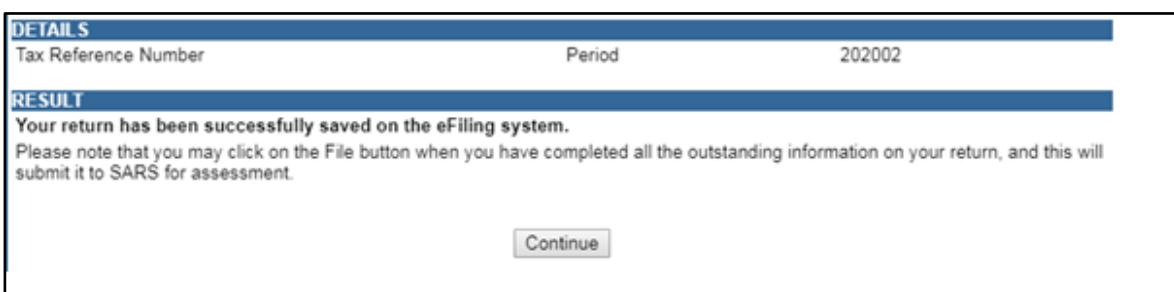 DETAILS
Tax Reference Number Period 202002
RESULT
Your return has been successfully saved on the eFiling system.
Please note that you may click on the File button when you have completed all the outstanding information on your return, and this will
submit it to SARS for assessment.
Continue